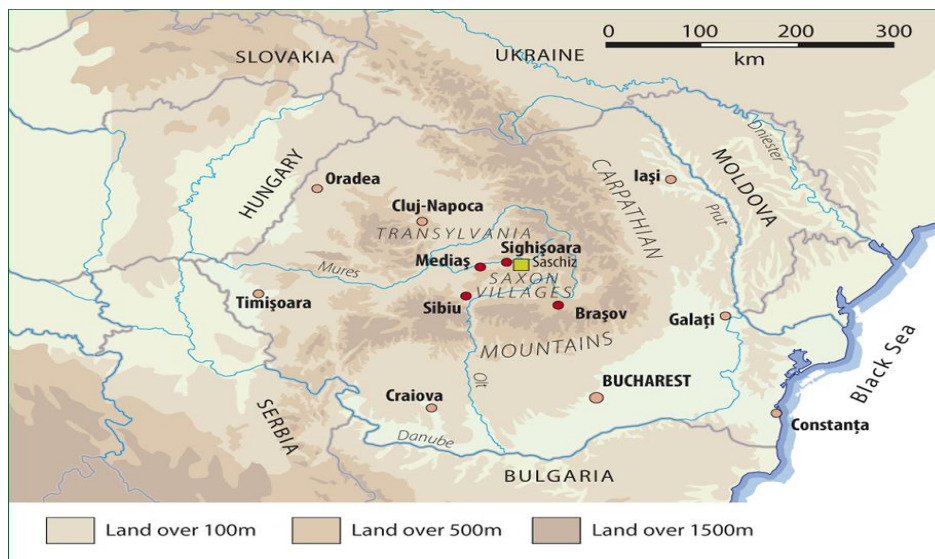 SLOVAKIA
UKRAINE
0 100 200 300
km
Dniester
HUNGARY
Oradea
CARPATHIAN
Iaşi
MOLDOVA
Cluj-Napoca
TRANSYLVANIA
Prut
Sighişoara
Mediaş
Saschiz
Mures
SAXON
VILLAGES
Timişoara
Sibiu
Braşov
Galaţi
MOUNTAINS
Black Sea
Olt
SERBIA
Craiova
BUCHAREST
Constanţa
Danube
BULGARIA
Land over 100m
Land over 500m
Land over 1500m